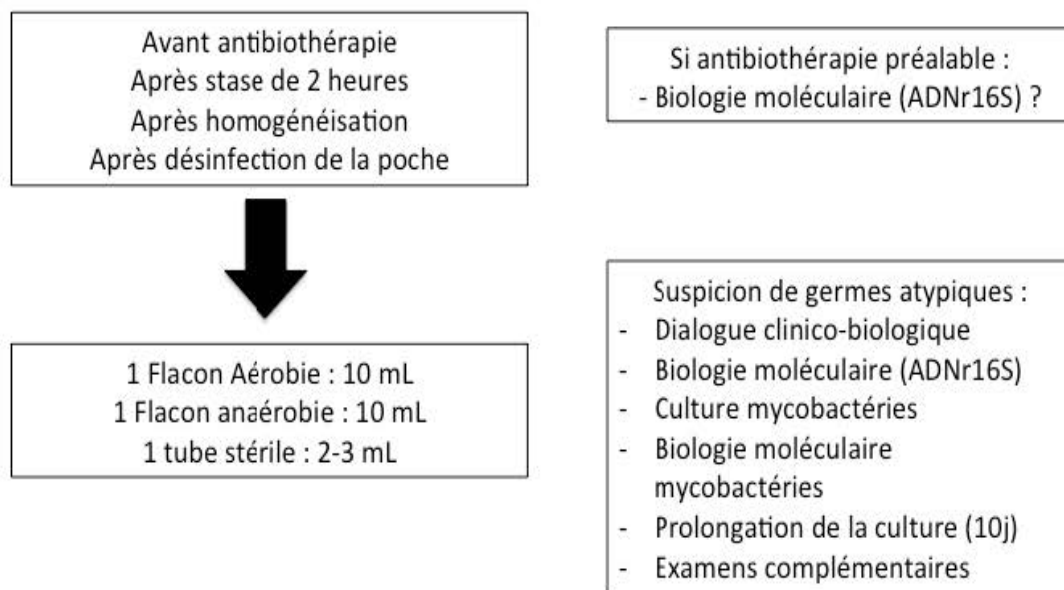 Avant antibiothérapie
Après stase de 2 heures
Après homogénéisation
Après désinfection de la poche
1 Flacon Aérobie : 10 mL
1 Flacon anaérobie : 10 mL
1 tube stérile : 2-3 mL
Si antibiothérapie préalable :
- Biologie moléculaire (ADNr16S) ?
Suspicion de germes atypiques :
- Dialogue clinico-biologique
- Biologie moléculaire (ADNr16S)
- Culture mycobactéries
- Biologie moléculaire
mycobactéries
- Prolongation de la culture (10j)
- Examens complémentaires